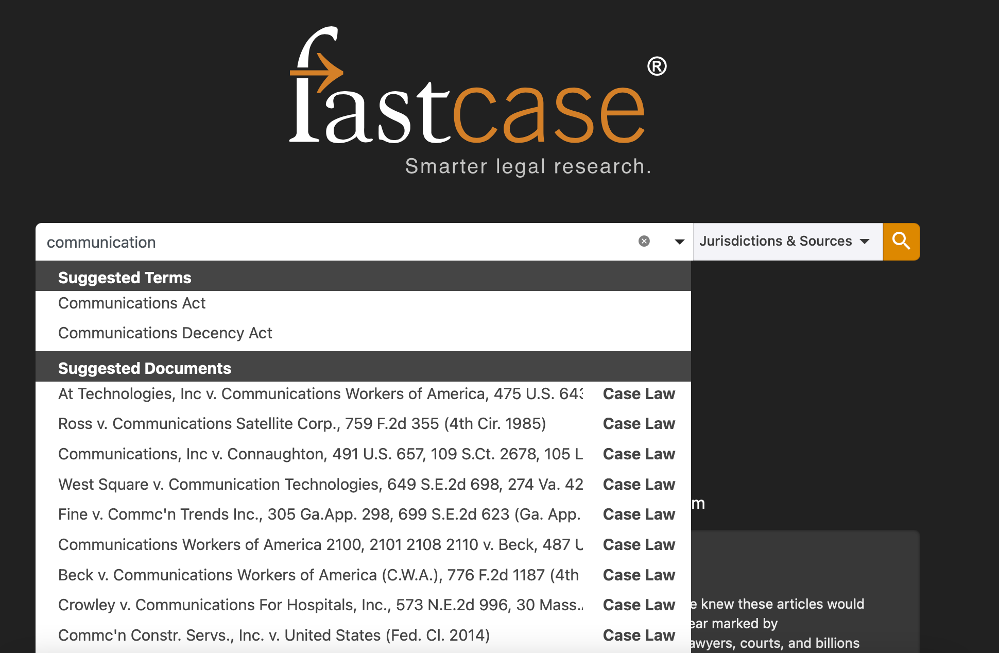 fastcase®
Smarter legal research.
communication
Jurisdictions & Sources
Suggested Terms
Communications Act
Communications Decency Act
Suggested Documents
At Technologies, Inc v. Communications Workers of America, 475 U.S. 643 Case Law
Ross v. Communications Satellite Corp., 759 F.2d 355 (4th Cir. 1985) Case Law
Communications, Inc v. Connaughton, 491 U.S. 657, 109 S.Ct. 2678, 105 L Case Law
West Square v. Communication Technologies, 649 S.E.2d 698, 274 Va. 42 Case Law
Fine v. Commc'n Trends Inc., 305 Ga.App. 298, 699 S.E.2d 623 (Ga. App. Case Law
m
Communications Workers of America 2100, 2101 2108 2110 v. Beck, 487 U Case Law
Beck v. Communications Workers of America (C.W.A.), 776 F.2d 1187 (4th Case Law
Crowley v. Communications For Hospitals, Inc., 573 N.E.2d 996, 30 Mass. Case Law
e knew these articles would
ear marked by
Commc'n Constr. Servs., Inc. v. United States (Fed. Cl. 2014) Case Law
awyers, courts, and billions